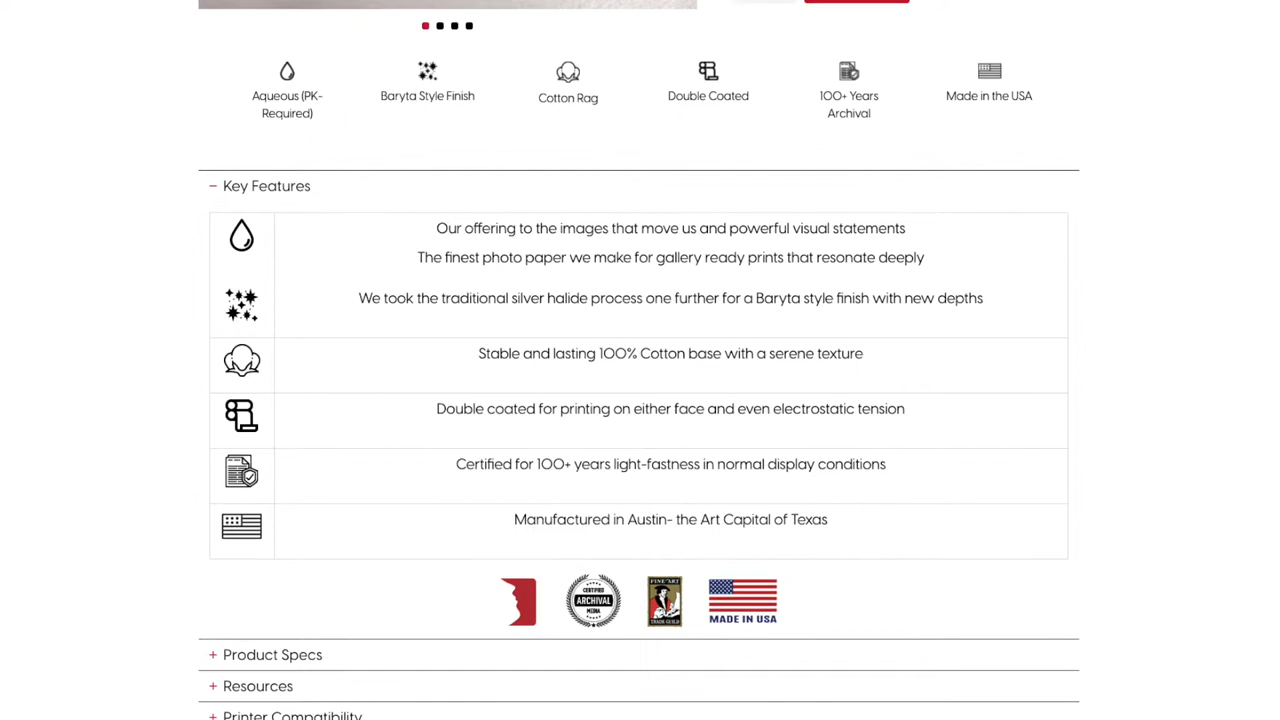 Aqueous (PK-
Required)
Baryta Style Finish
Cotton Rag
Double Coated
100+ Years
Archival
Made in the USA
− Key Features
Our offering to the images that move us and powerful visual statements
The finest photo paper we make for gallery ready prints that resonate deeply
We took the traditional silver halide process one further for a Baryta style finish with new depths
Stable and lasting 100% Cotton base with a serene texture
Double coated for printing on either face and even electrostatic tension
Certified for 100+ years light-fastness in normal display conditions
Manufactured in Austin- the Art Capital of Texas
CERTIFIED
ARCHIVAL
MEDIA
FINE ART
TRADE GUILD
MADE IN USA
+ Product Specs
+ Resources
+ Printer Compatibility